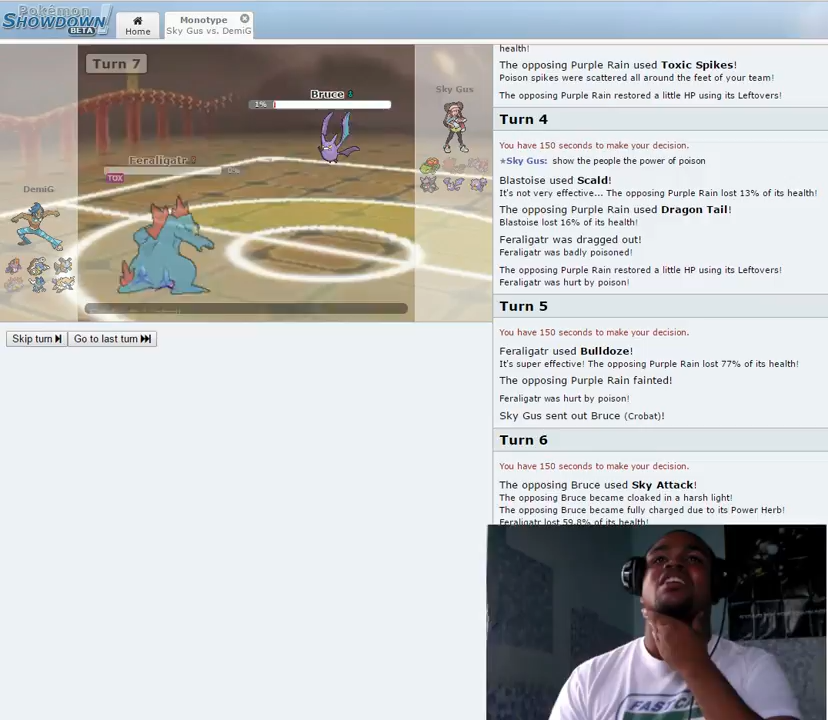 Pokémon
SHOWDOWN!
BETA
Home
Monotype
Sky Gus vs. DemiG
Turn 7
Bruce
1%
Sky Gus
Feraligatr
TOX
0%
DemiG
Skip turn
Go to last turn
health!
The opposing Purple Rain used Toxic Spikes!
Poison spikes were scattered all around the feet of your team!
The opposing Purple Rain restored a little HP using its Leftovers!
Turn 4
You have 150 seconds to make your decision.
★Sky Gus: show the people the power of poison
Blastoise used Scald!
It's not very effective... The opposing Purple Rain lost 13% of its health!
The opposing Purple Rain used Dragon Tail!
Blastoise lost 16% of its health!
Feraligatr was dragged out!
Feraligatr was badly poisoned!
The opposing Purple Rain restored a little HP using its Leftovers!
Feraligatr was hurt by poison!
Turn 5
You have 150 seconds to make your decision.
Feraligatr used Bulldoze!
It's super effective! The opposing Purple Rain lost 77% of its health!
The opposing Purple Rain fainted!
Feraligatr was hurt by poison!
Sky Gus sent out Bruce (Crobat)!
Turn 6
You have 150 seconds to make your decision.
The opposing Bruce used Sky Attack!
The opposing Bruce became cloaked in a harsh light!
The opposing Bruce became fully charged due to its Power Herb!
Feraligatr lost 59.8% of its health!
FAST C